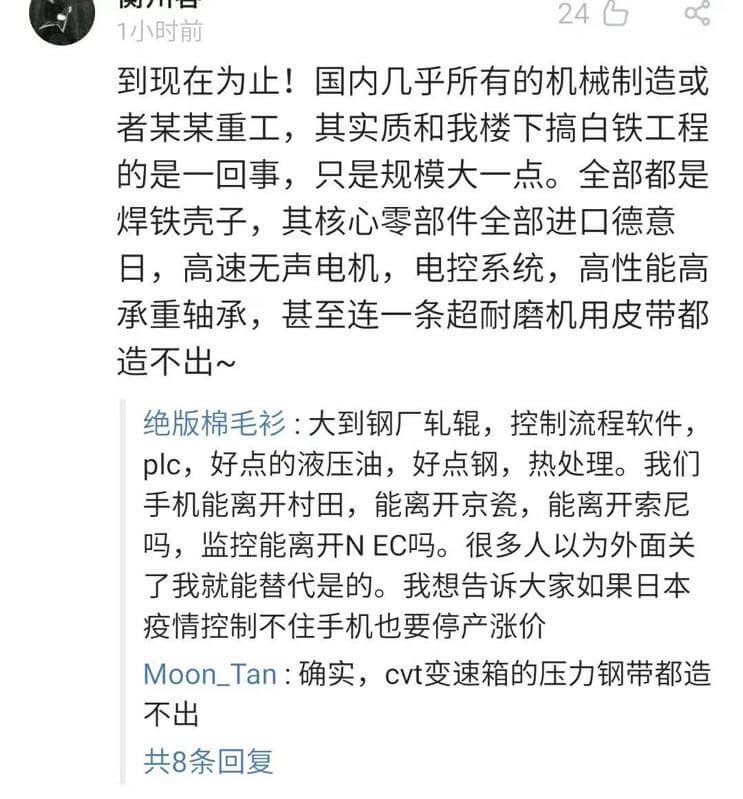 1小时前
24
到现在为止！国内几乎所有的机械制造或
者某某重工，其实质和我楼下搞白铁工程
的是一回事，只是规模大一点。全部都是
焊铁壳子，其核心零部件全部进口德意
日，高速无声电机，电控系统，高性能高
承重轴承，甚至连一条超耐磨机用皮带都
造不出~
绝版棉毛衫 : 大到钢厂轧辊，控制流程软件，
plc，好点的液压油，好点钢，热处理。我们
手机能离开村田，能离开京瓷，能离开索尼
吗，监控能离开N EC吗。很多人以为外面关
了我就能替代是的。我想告诉大家如果日本
疫情控制不住手机也要停产涨价
Moon_Tan : 确实，cvt变速箱的压力钢带都造
不出
共8条回复